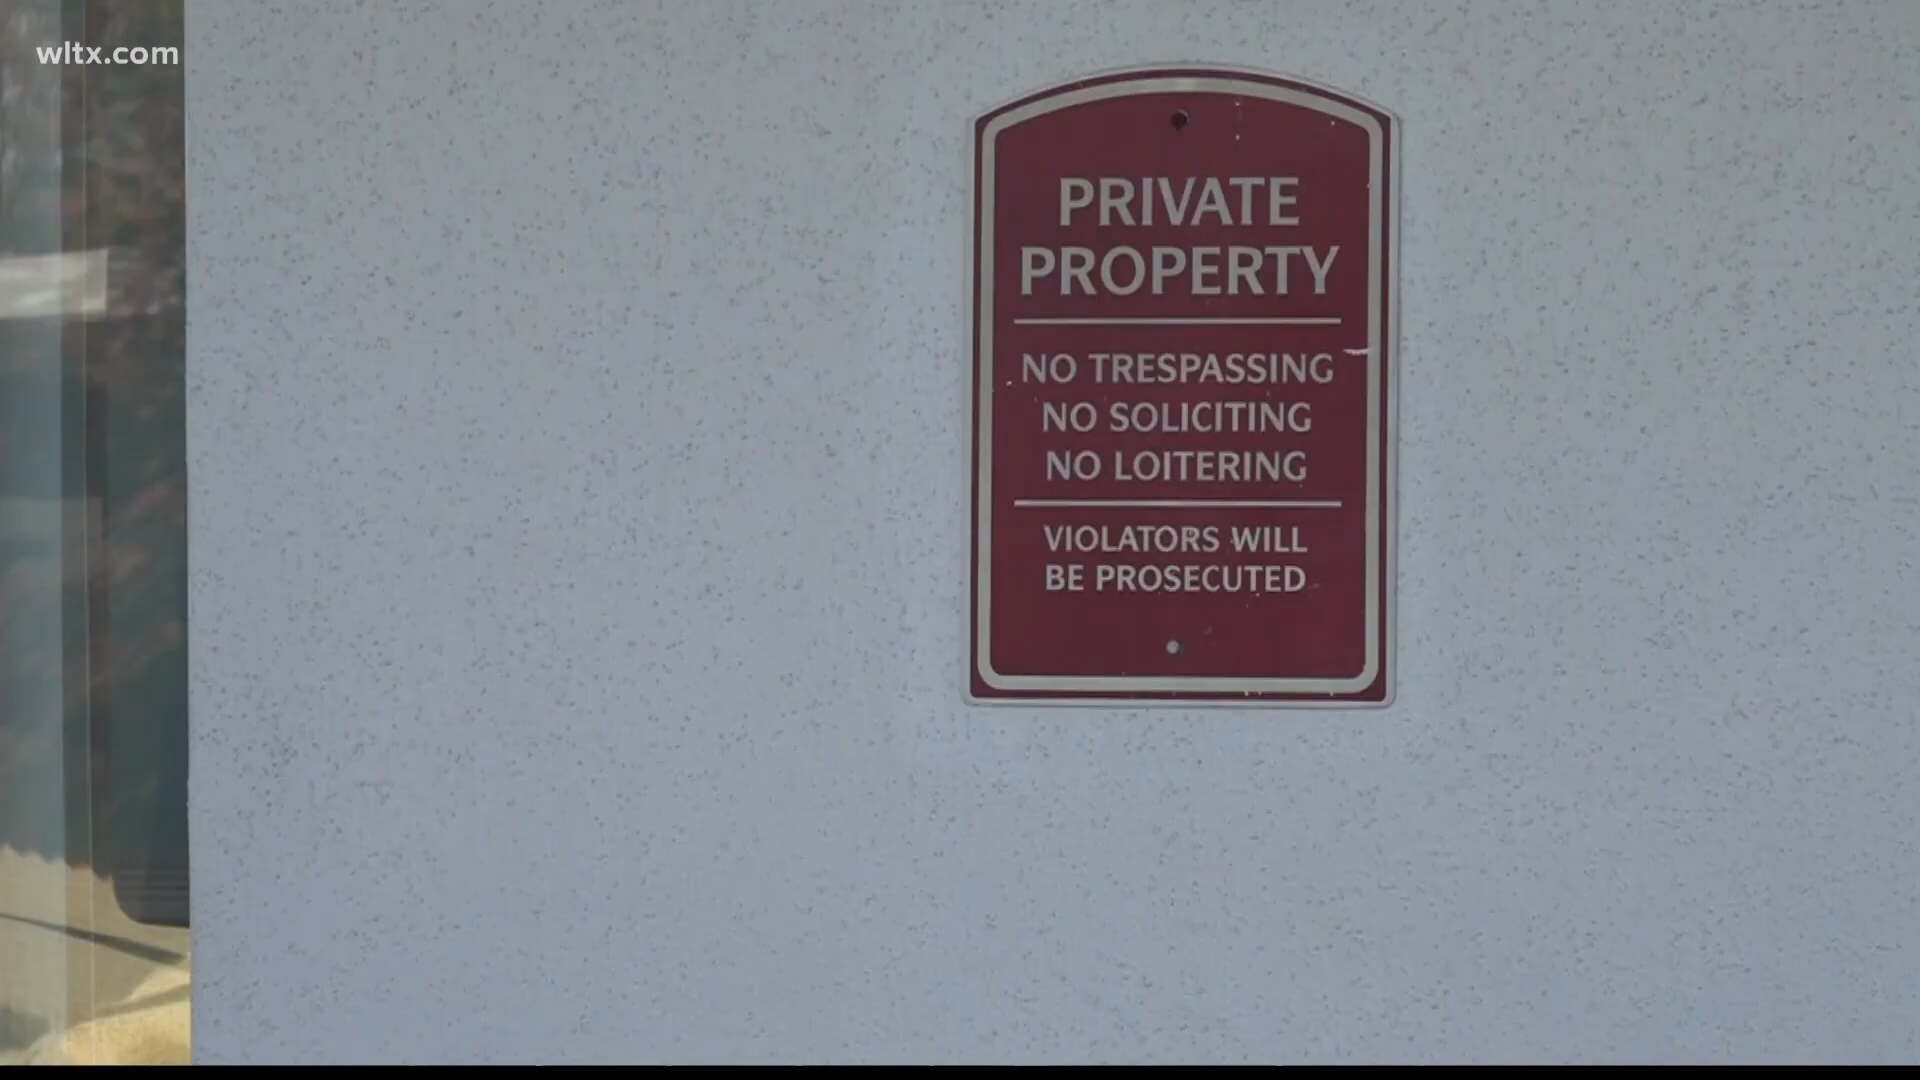 wltx.com
PRIVATE
PROPERTY
NO TRESPASSING
NO SOLICITING
NO LOITERING
VIOLATORS WILL
BE PROSECUTED